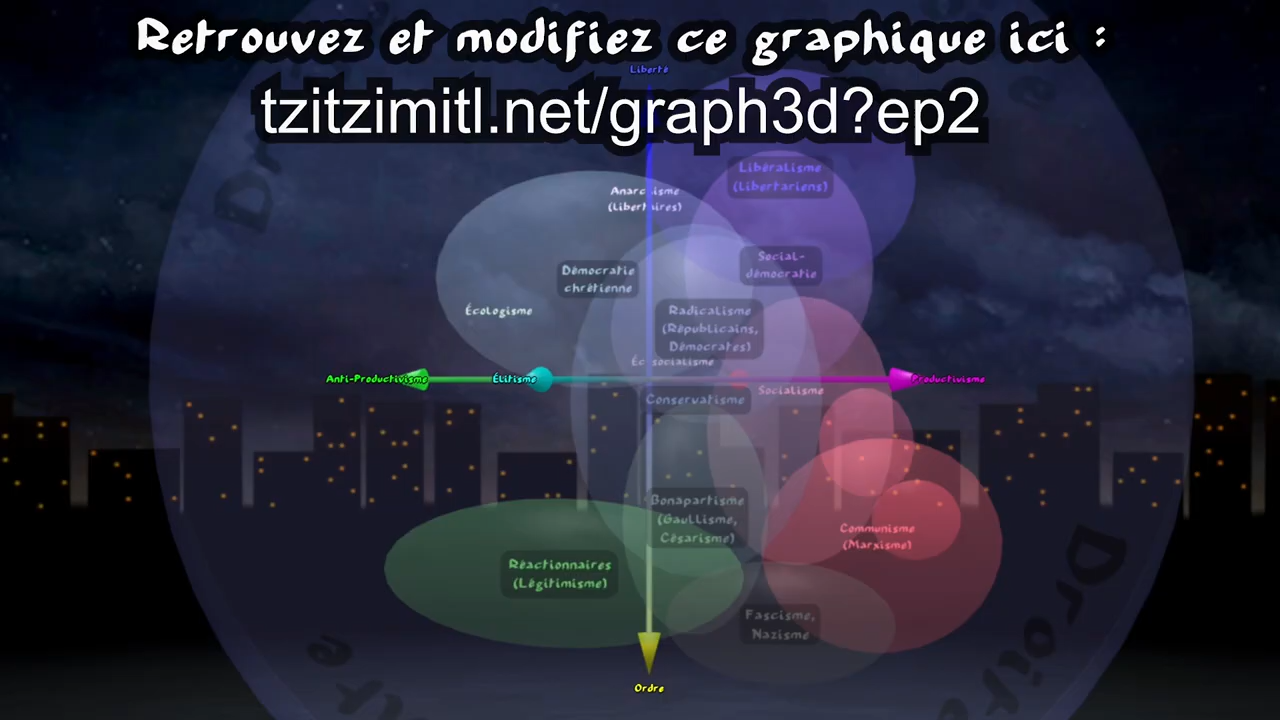 Retrouvez et modifiez ce graphique ici :
tzitzimitl.net/graph3d?ep2
Liberté
Libéralisme
(Libertariens)
Anarchisme
(Libertaires)
Social-
démocratie
Démocratie
chrétienne
Écologisme
Radicalisme
(Républicains,
Démocrates)
Écosocialisme
Anti-Productivisme
Élitisme
Productivisme
Socialisme
Conservatisme
Bonapartisme
(Gaullisme,
Césarisme)
Communisme
(Marxisme)
Réactionnaires
(Légitimisme)
Fascisme,
Nazisme
Droite
Ordre